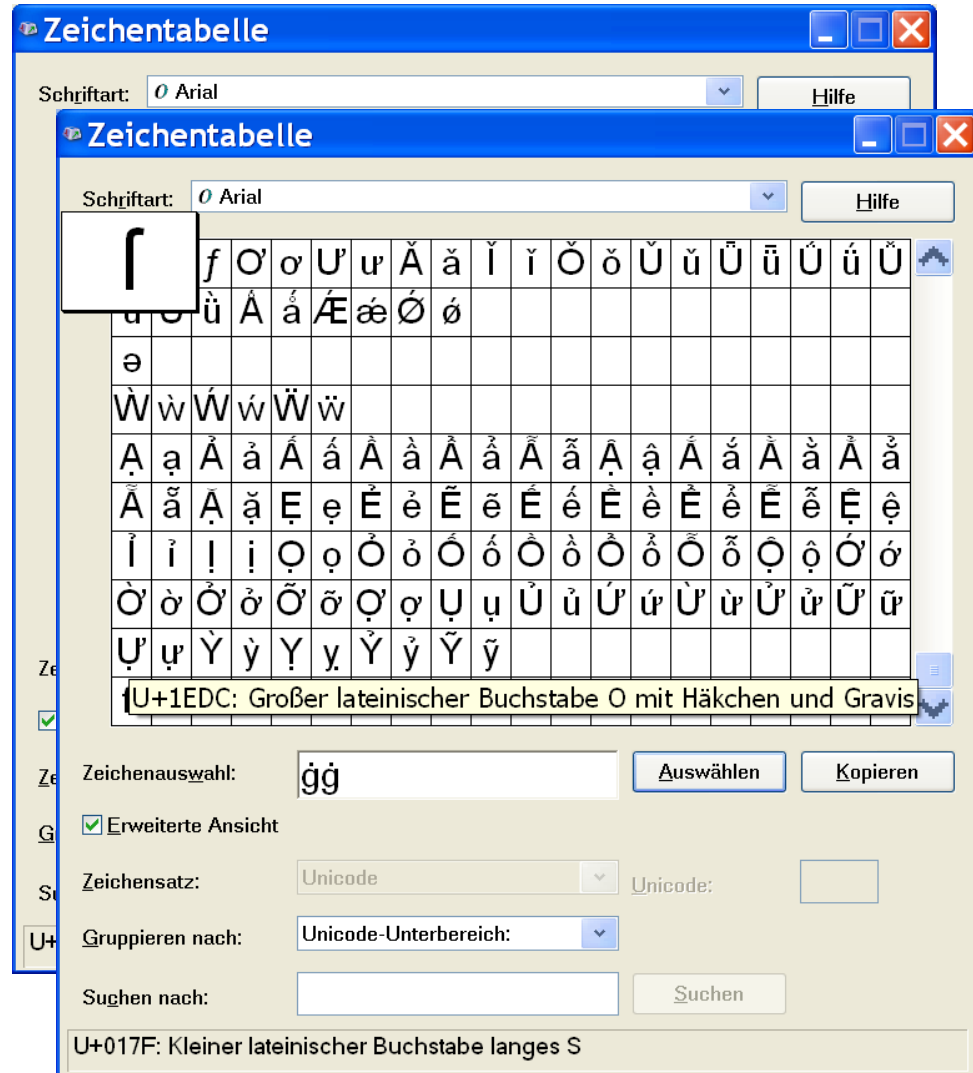 Zeichentabelle
Schriftart: O Arial Hilfe
Zeichentabelle
Schriftart: O Arial Hilfe
ſ ƒ Ơ ơ Ư ư Ǎ ǎ Ǐ ǐ Ǒ ǒ Ǔ ǔ Ǖ ǖ Ǘ ǘ Ǚ
ǜ Ǻ ǻ Ǽ ǽ Ǿ ǿ
ə
Ẁ ẁ Ẃ ẃ Ẅ ẅ
Ạ ạ Ả ả Ấ ấ Ầ ầ Ẩ ẩ Ẫ ẫ Ậ ậ Ắ ắ Ằ ằ Ẳ ẳ
Ẵ ẵ Ặ ặ Ẹ ẹ Ẻ ẻ Ẽ ẽ Ế ế Ề ề Ể ể Ễ ễ Ệ ệ
Ỉ ỉ Ị ị Ọ ọ Ỏ ỏ Ố ố Ồ ồ Ổ ổ Ỗ ỗ Ộ ộ Ớ ớ
Ờ ờ Ở ở Ỡ ỡ Ợ ợ Ụ ụ Ủ ủ Ứ ứ Ừ ừ Ử ử Ữ ữ
Ự ự Ỳ ỳ Ỵ ỵ Ỷ ỷ Ỹ ỹ
U+1EDC: Großer lateinischer Buchstabe O mit Häkchen und Gravis
Zeichenauswahl: ġġ Auswählen Kopieren
Erweiterte Ansicht
Zeichensatz: Unicode Unicode:
Gruppieren nach: Unicode-Unterbereich:
U+
Suchen nach: Suchen
U+017F: Kleiner lateinischer Buchstabe langes S